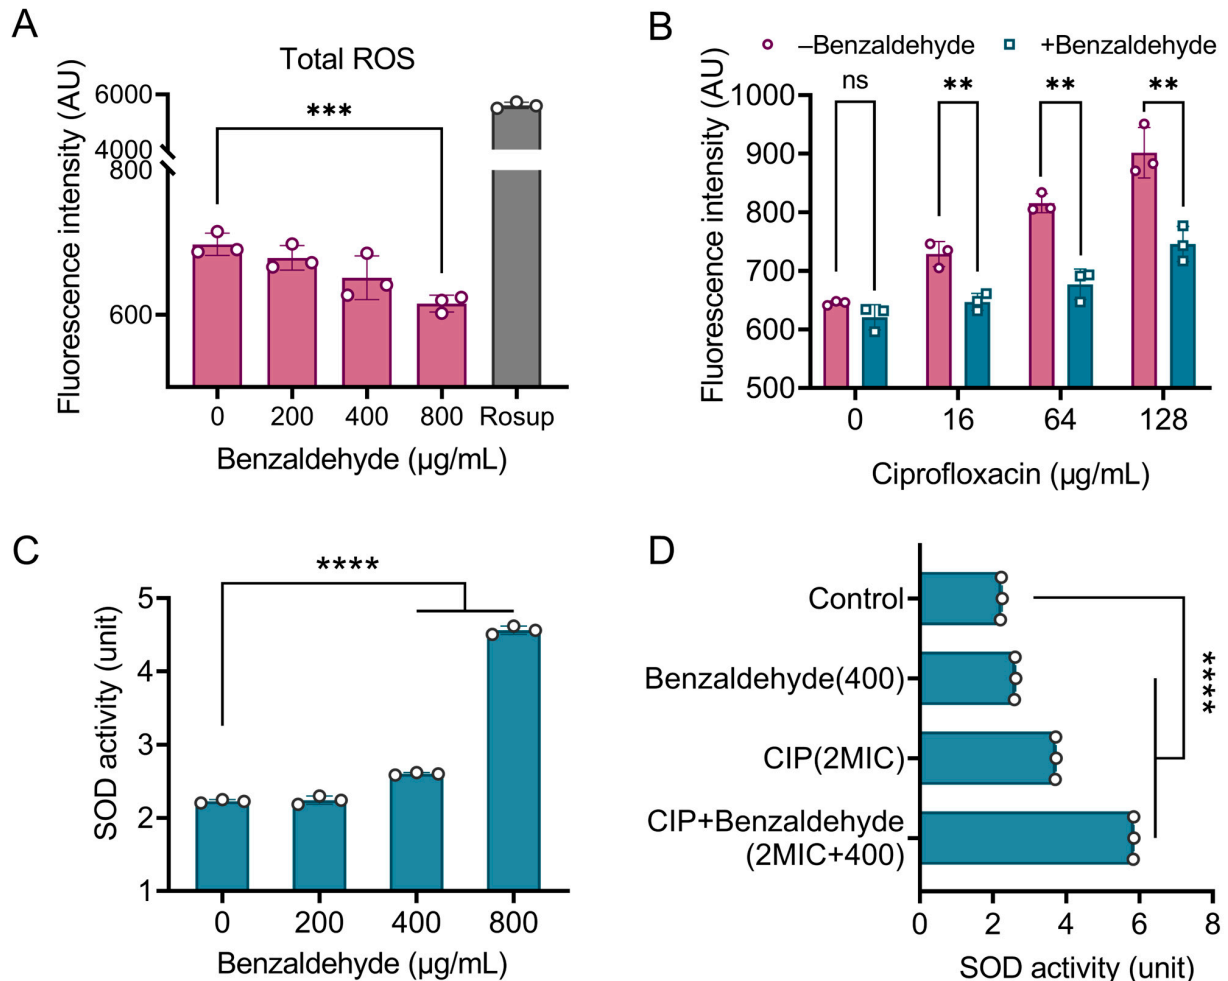 A
Total ROS
Fluorescence intensity (AU)
6000
4000
800
600
***
0 200 400 800 Rosup
Benzaldehyde (µg/mL)
B
–Benzaldehyde +Benzaldehyde
Fluorescence intensity (AU)
1000
900
800
700
600
500
ns ** ** **
0 16 64 128
Ciprofloxacin (µg/mL)
C
SOD activity (unit)
5
4
3
2
1
****
0 200 400 800
Benzaldehyde (µg/mL)
D
Control
Benzaldehyde(400)
CIP(2MIC)
CIP+Benzaldehyde
(2MIC+400)
****
0 2 4 6 8
SOD activity (unit)